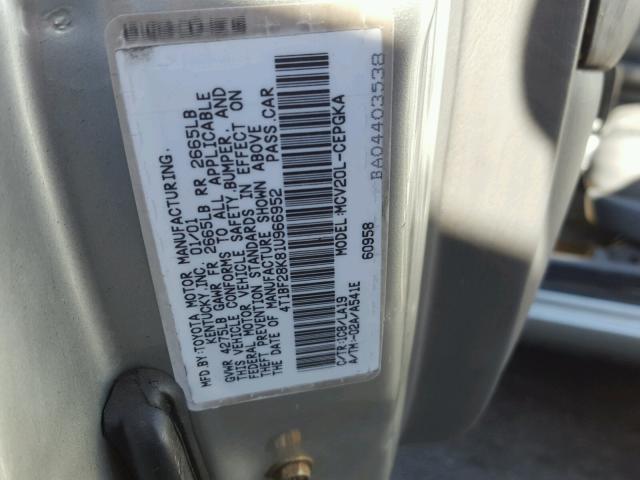 MFD.BY:TOYOTA MOTOR MANUFACTURING,
KENTUCKY,INC. 01/01
GVWR 4215LB GAWR FR 2665LB RR 2665LB
THIS VEHICLE CONFORMS TO ALL APPLICABLE
FEDERAL MOTOR VEHICLE SAFETY,BUMPER, AND
THEFT PREVENTION STANDARDS IN EFFECT ON
THE DATE OF MANUFACTURE SHOWN ABOVE
4T1BF28K81U966952 PASS.CAR
MODEL:MCV20L-CEPGKA
60958
C/TR:1C8/LA19
A/TM-02A/A541E
BA04403538